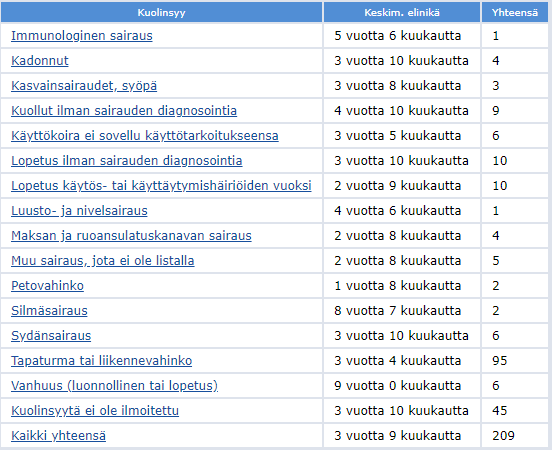 Kuolinsyy Keskim. elinikä Yhteensä
Immunologinen sairaus 5 vuotta 6 kuukautta 1
Kadonnut 3 vuotta 10 kuukautta 4
Kasvainsairaudet, syöpä 3 vuotta 8 kuukautta 3
Kuollut ilman sairauden diagnosointia 4 vuotta 10 kuukautta 9
Käyttökoira ei sovellu käyttötarkoitukseensa 3 vuotta 5 kuukautta 6
Lopetus ilman sairauden diagnosointia 3 vuotta 10 kuukautta 10
Lopetus käytös- tai käyttäytymishäiriöiden vuoksi 2 vuotta 9 kuukautta 10
Luusto- ja nivelsairaus 4 vuotta 6 kuukautta 1
Maksan ja ruoansulatuskanavan sairaus 2 vuotta 8 kuukautta 4
Muu sairaus, jota ei ole listalla 2 vuotta 8 kuukautta 5
Petovahinko 1 vuotta 8 kuukautta 2
Silmäsairaus 8 vuotta 7 kuukautta 2
Sydänsairaus 3 vuotta 10 kuukautta 6
Tapaturma tai liikennevahinko 3 vuotta 4 kuukautta 95
Vanhuus (luonnollinen tai lopetus) 9 vuotta 0 kuukautta 6
Kuolinsyytä ei ole ilmoitettu 3 vuotta 10 kuukautta 45
Kaikki yhteensä 3 vuotta 9 kuukautta 209